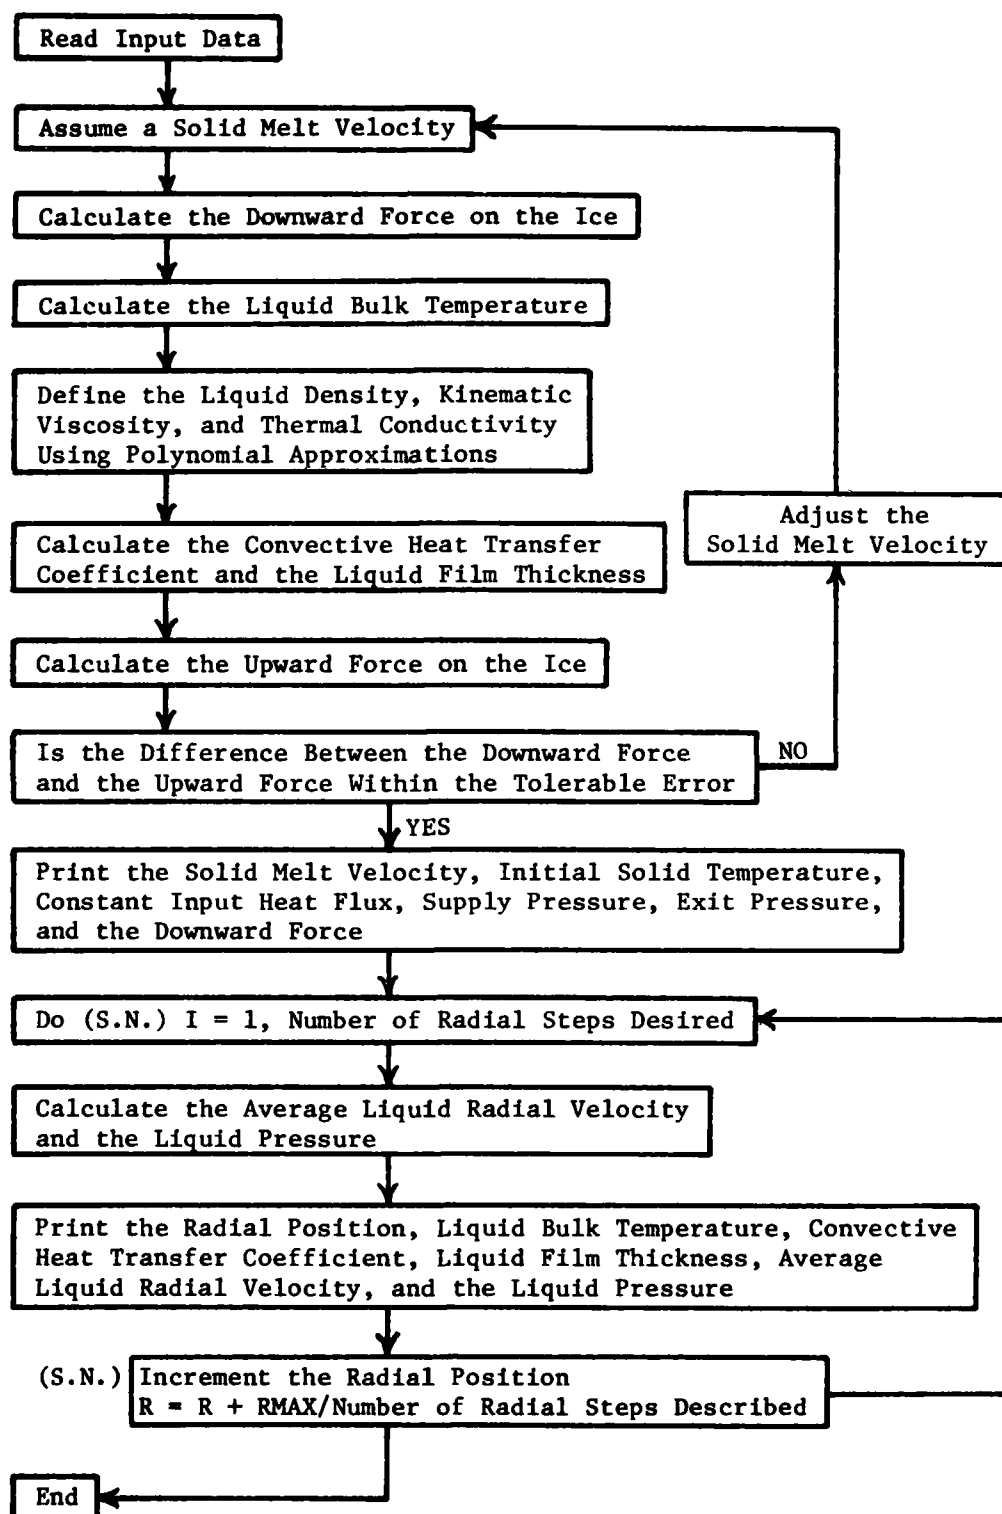 Read Input Data
Assume a Solid Melt Velocity
Calculate the Downward Force on the Ice
Calculate the Liquid Bulk Temperature
Define the Liquid Density, Kinematic
Viscosity, and Thermal Conductivity
Using Polynomial Approximations
Adjust the
Solid Melt Velocity
Calculate the Convective Heat Transfer
Coefficient and the Liquid Film Thickness
Calculate the Upward Force on the Ice
Is the Difference Between the Downward Force
and the Upward Force Within the Tolerable Error
NO
YES
Print the Solid Melt Velocity, Initial Solid Temperature,
Constant Input Heat Flux, Supply Pressure, Exit Pressure,
and the Downward Force
Do (S.N.) I = 1, Number of Radial Steps Desired
Calculate the Average Liquid Radial Velocity
and the Liquid Pressure
Print the Radial Position, Liquid Bulk Temperature, Convective
Heat Transfer Coefficient, Liquid Film Thickness, Average
Liquid Radial Velocity, and the Liquid Pressure
(S.N.) Increment the Radial Position
R = R + RMAX/Number of Radial Steps Described
End